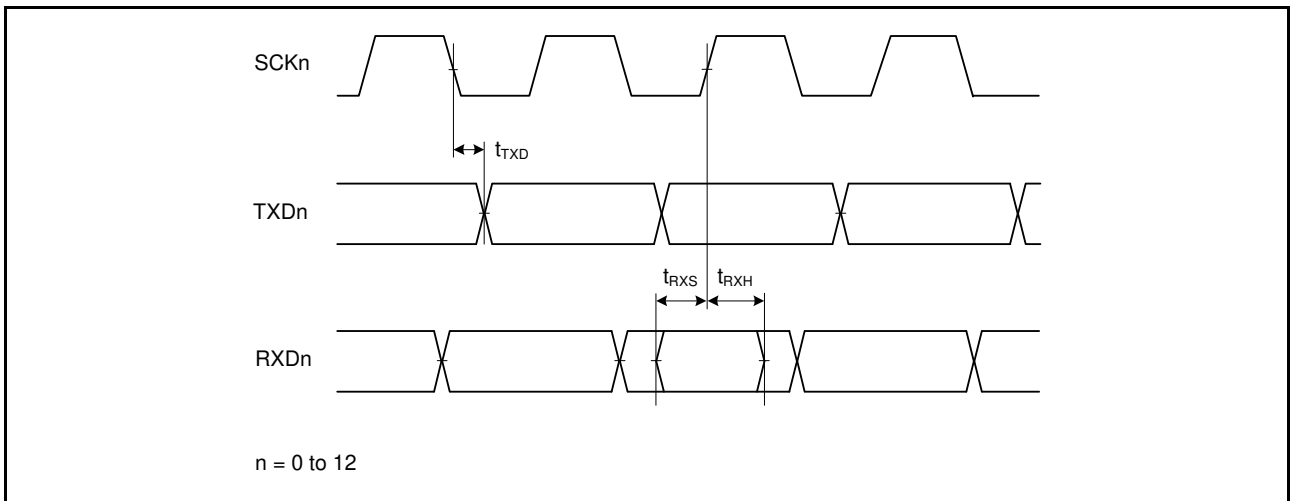 SCKn
tTXD
TXDn
tRXS tRXH
RXDn
n = 0 to 12